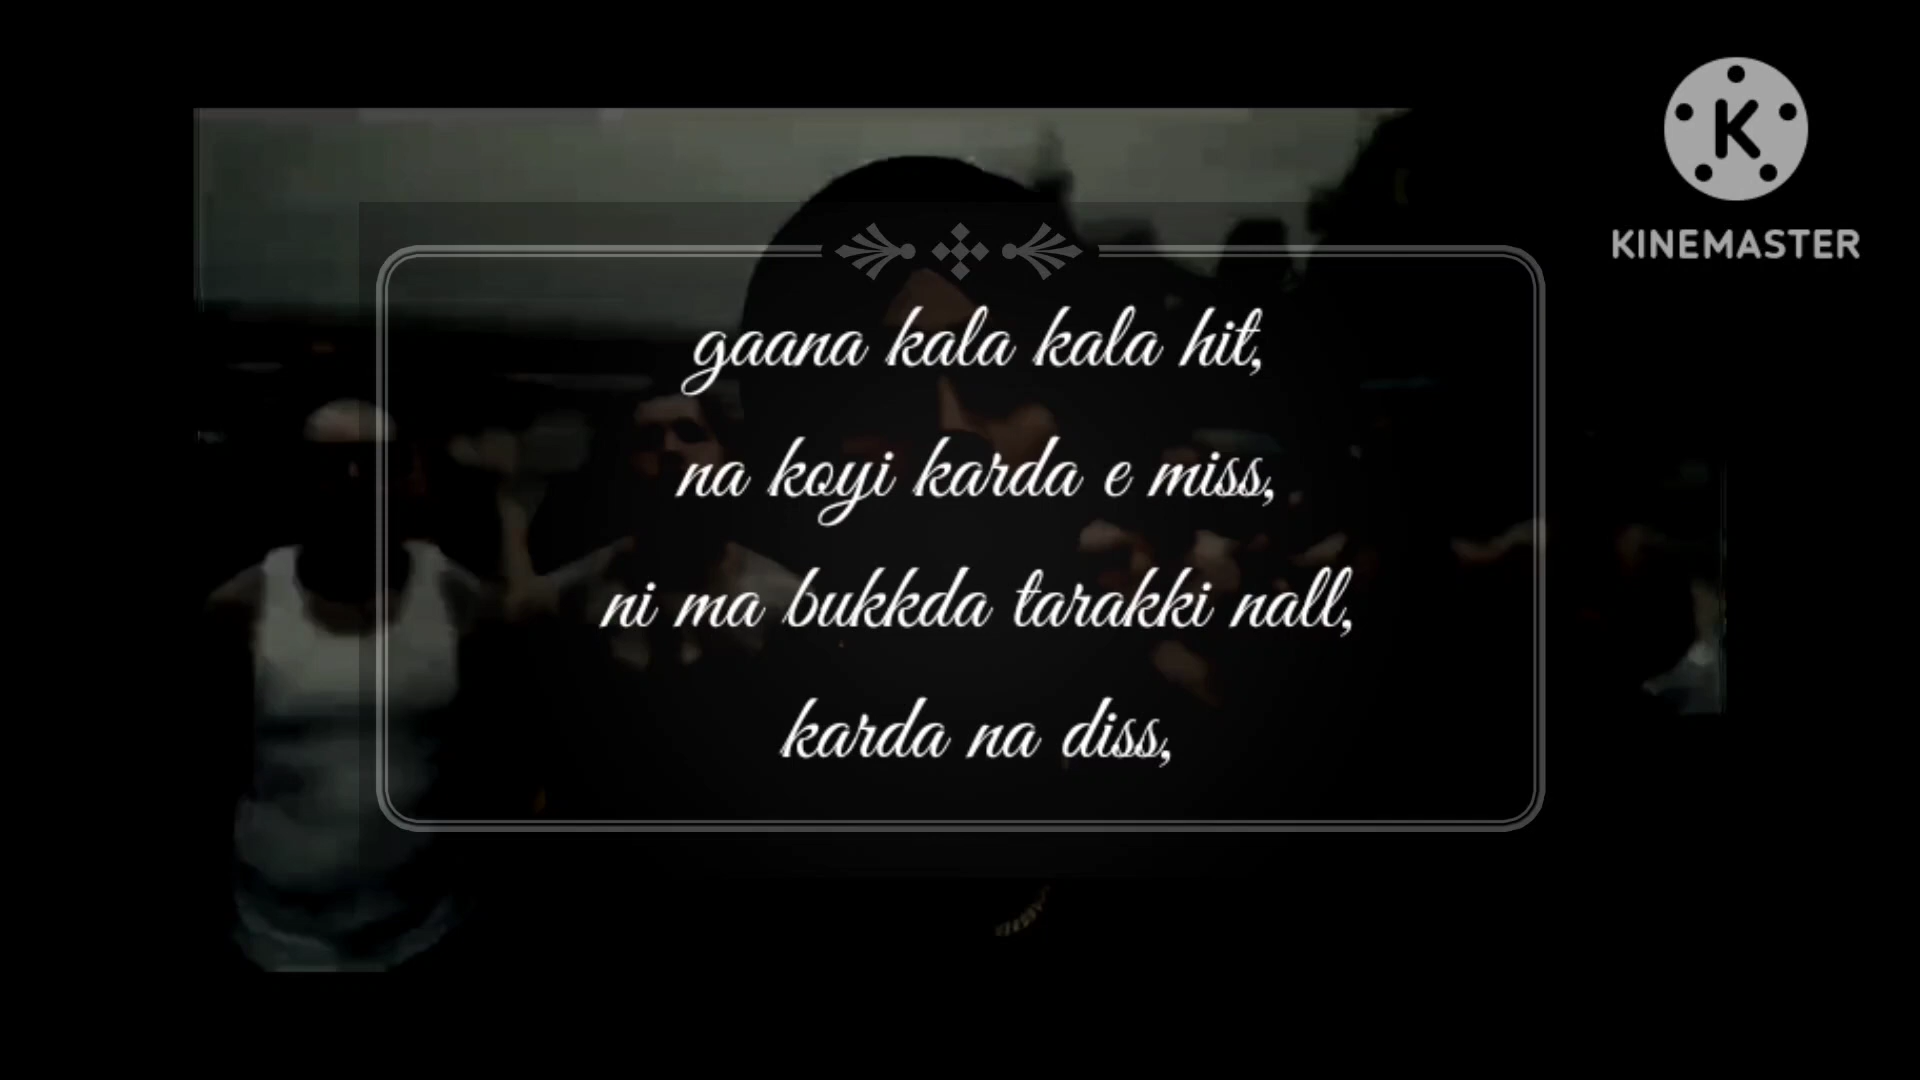 gaana kala kala hit,
na koyi karda e miss,
ni ma bukkda tarakki nall,
karda na diss,
K
KINEMASTER